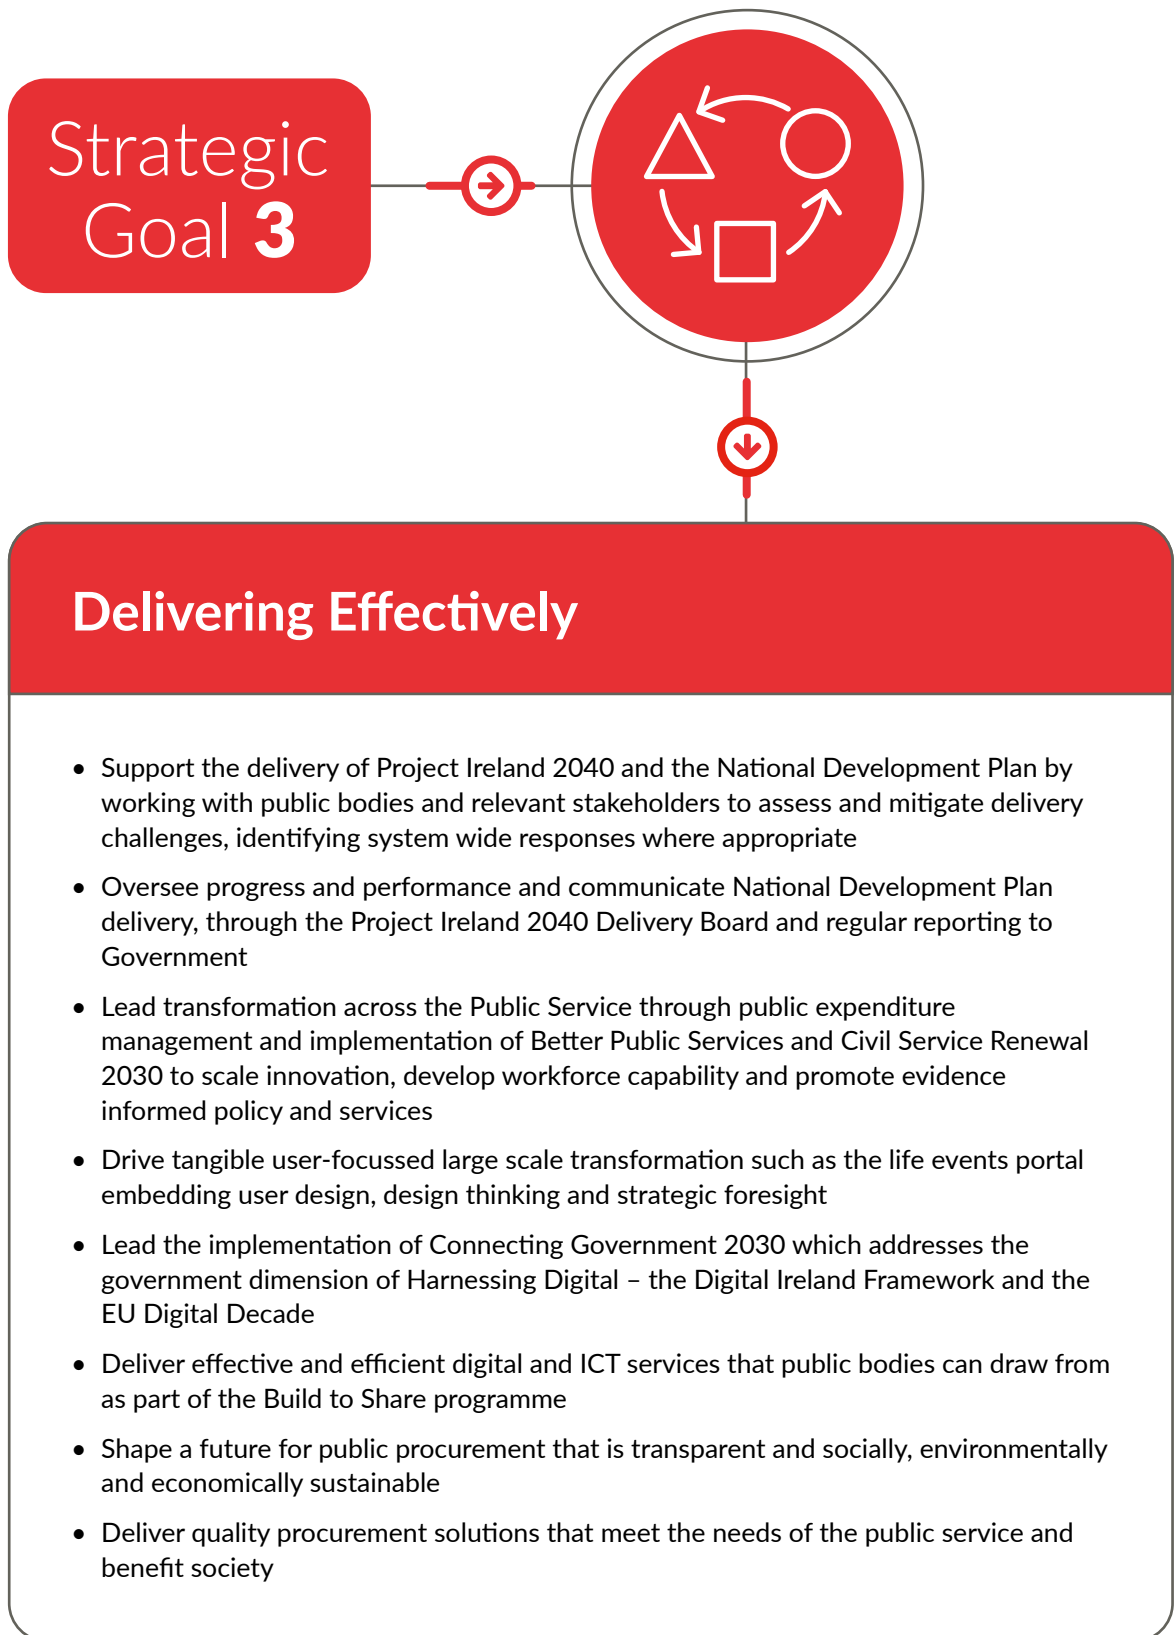 Strategic
Goal 3
Delivering Effectively
• Support the delivery of Project Ireland 2040 and the National Development Plan by
working with public bodies and relevant stakeholders to assess and mitigate delivery
challenges, identifying system wide responses where appropriate
• Oversee progress and performance and communicate National Development Plan
delivery, through the Project Ireland 2040 Delivery Board and regular reporting to
Government
• Lead transformation across the Public Service through public expenditure
management and implementation of Better Public Services and Civil Service Renewal
2030 to scale innovation, develop workforce capability and promote evidence
informed policy and services
• Drive tangible user-focussed large scale transformation such as the life events portal
embedding user design, design thinking and strategic foresight
• Lead the implementation of Connecting Government 2030 which addresses the
government dimension of Harnessing Digital – the Digital Ireland Framework and the
EU Digital Decade
• Deliver effective and efficient digital and ICT services that public bodies can draw from
as part of the Build to Share programme
• Shape a future for public procurement that is transparent and socially, environmentally
and economically sustainable
• Deliver quality procurement solutions that meet the needs of the public service and
benefit society